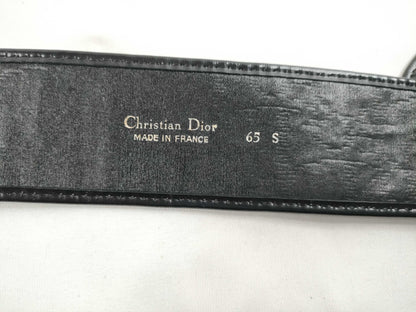 Christian Dior
MADE IN FRANCE 65 S